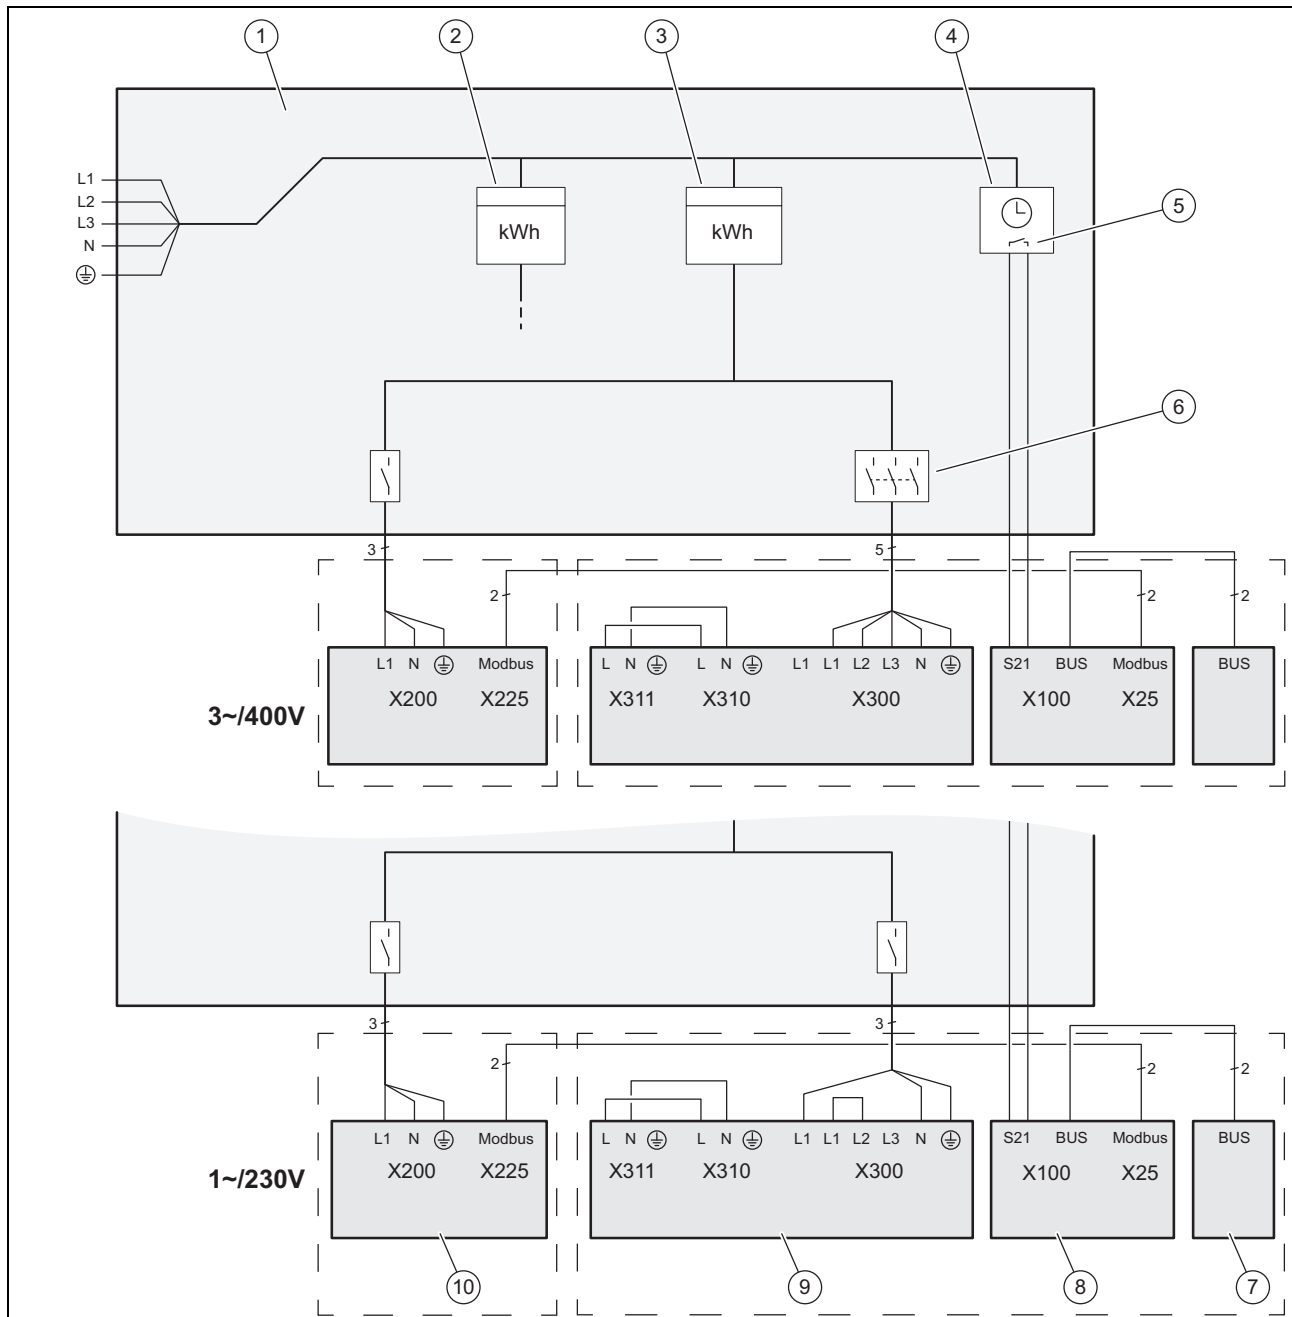 1 2 3 4
L1
L2
L3
N
kWh kWh
5
6
3 5
2 2 2
L1 N Modbus L N L N L1 L1 L2 L3 N S21 BUS Modbus BUS
X200 X225 X311 X310 X300 X100 X25
3~/400V
3 3
2 2 2
L1 N Modbus L N L N L1 L1 L2 L3 N S21 BUS Modbus BUS
X200 X225 X311 X310 X300 X100 X25
1~/230V
10 9 8 7